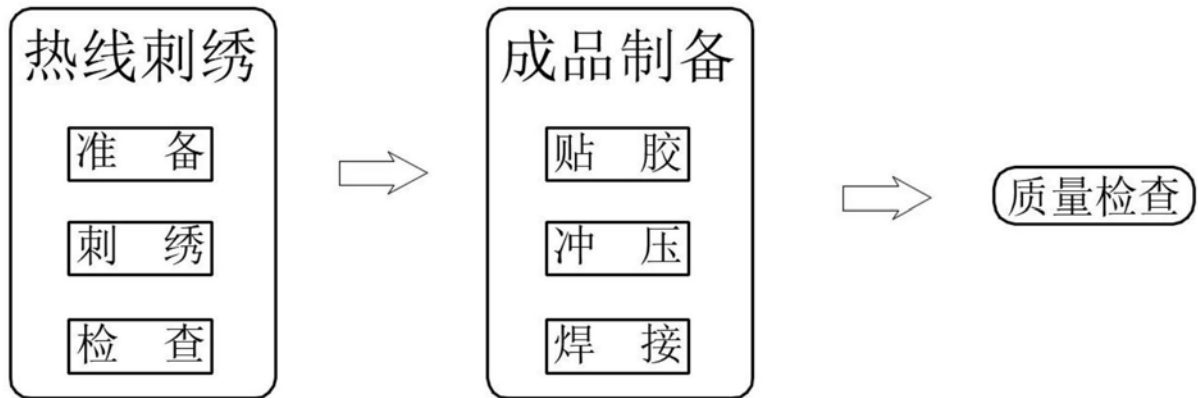 热线刺绣
准 备
刺 绣
检 查
成品制备
贴 胶
冲 压
焊 接
质量检查